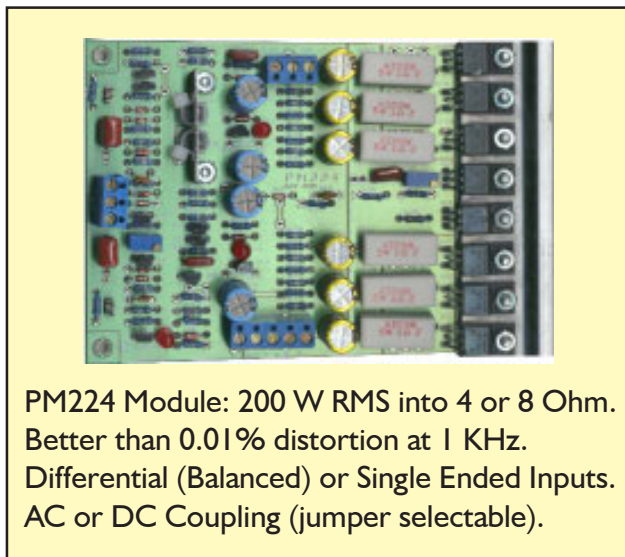 PM224
PM224 Module: 200 W RMS into 4 or 8 Ohm.
Better than 0.01% distortion at 1 KHz.
Differential (Balanced) or Single Ended Inputs.
AC or DC Coupling (jumper selectable).